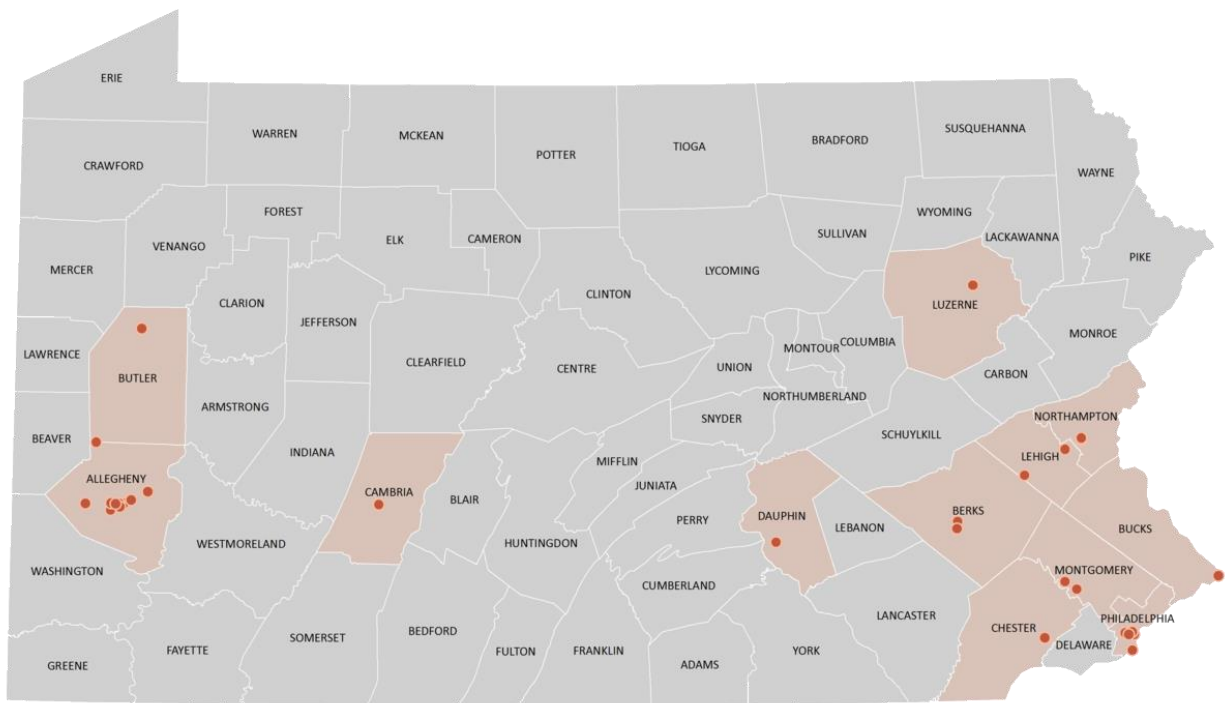 ERIE
WARREN
MCKEAN
POTTER
TIOGA
BRADFORD
SUSQUEHANNA
CRAWFORD
WAYNE
FOREST
VENANGO
ELK
CAMERON
WYOMING
LACKAWANNA
SULLIVAN
PIKE
MERCER
LYCOMING
CLARION
CLINTON
LUZERNE
JEFFERSON
MONROE
LAWRENCE
CLEARFIELD
CENTRE
UNION
MONTOUR
COLUMBIA
CARBON
BUTLER
ARMSTRONG
NORTHUMBERLAND
SNYDER
NORTHAMPTON
BEAVER
INDIANA
SCHUYLKILL
LEHIGH
MIFFLIN
ALLEGHENY
CAMBRIA
BLAIR
JUNIATA
PERRY
DAUPHIN
LEBANON
BERKS
BUCKS
WESTMORELAND
HUNTINGDON
WASHINGTON
CUMBERLAND
MONTGOMERY
LANCASTER
PHILADELPHIA
CHESTER
DELAWARE
SOMERSET
BEDFORD
FULTON
FRANKLIN
ADAMS
YORK
FAYETTE
GREENE